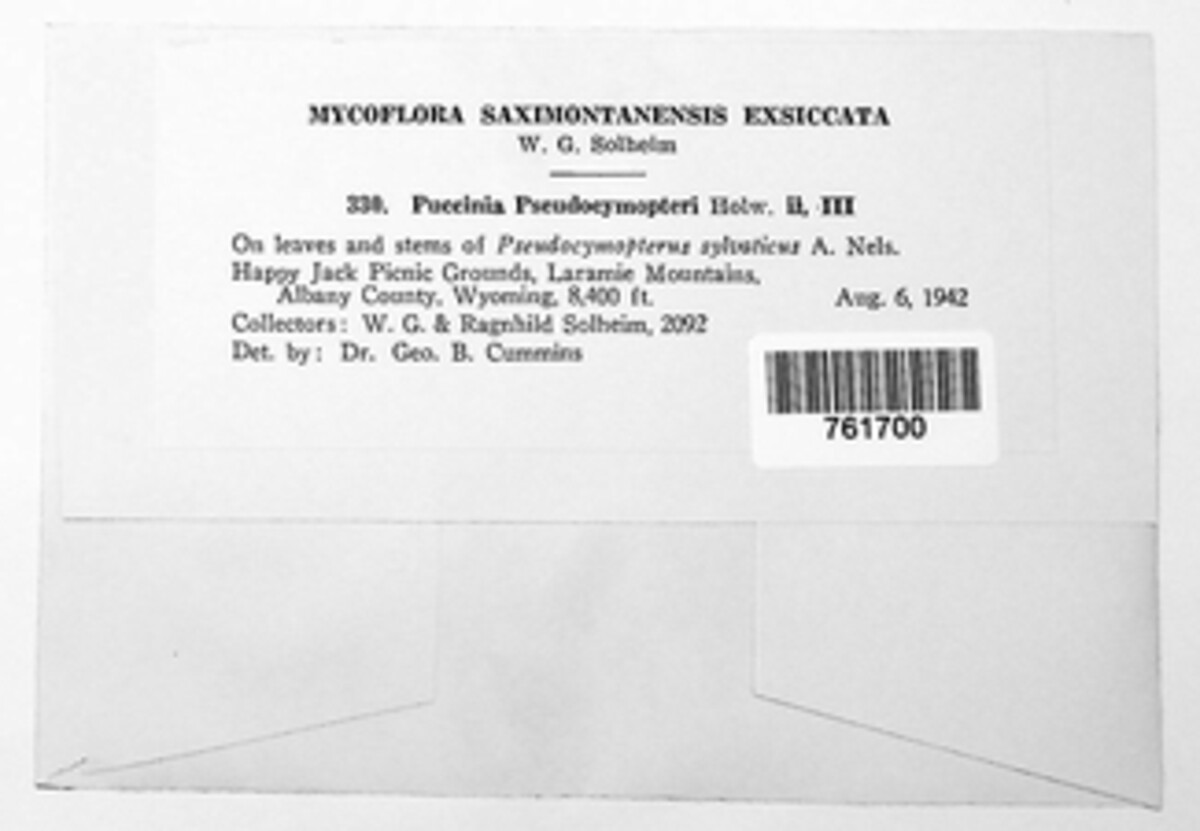 MYCOFLORA SAXIMONTANENSIS EXSICCATA
W. G. Solheim
330. Puccinia Pseudocymopteri Holw. ii, III
On leaves and stems of Pseudocymopterus sylvaticus A. Nels.
Happy Jack Picnic Grounds, Laramie Mountains,
Albany County, Wyoming, 8,400 ft. Aug. 6, 1942
Collectors: W. G. & Ragnhild Solheim, 2092
Det. by: Dr. Geo. B. Cummins
761700